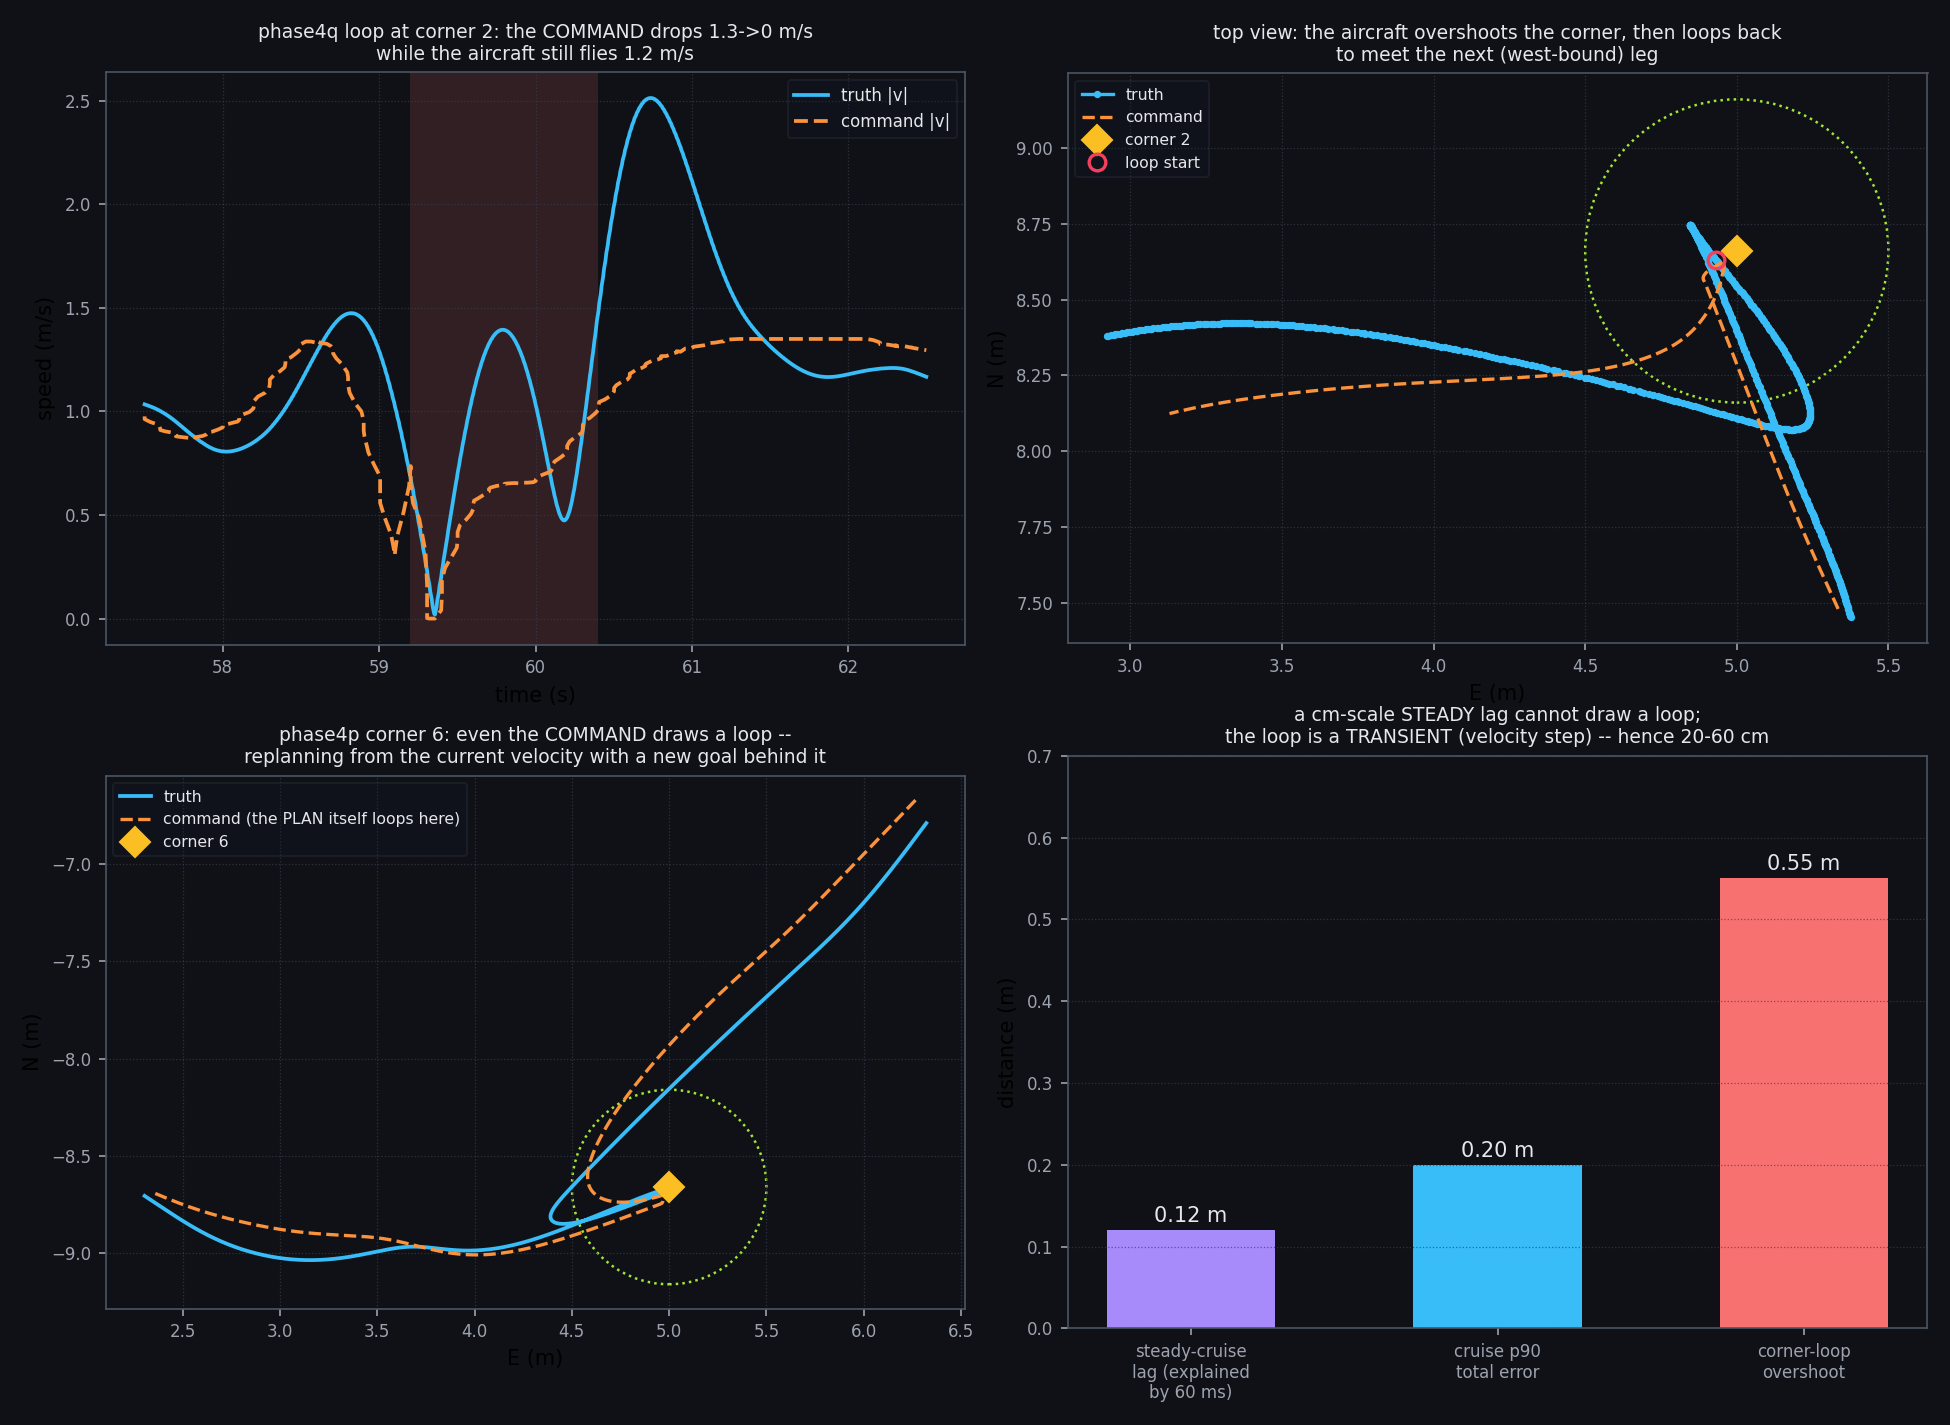 phase4q loop at corner 2: the COMMAND drops 1.3->0 m/s
while the aircraft still flies 1.2 m/s
truth |v|
command |v|
2.5
2.0
1.5
1.0
0.5
0.0
speed (m/s)
58
59
60
61
62
time (s)
top view: the aircraft overshoots the corner, then loops back
to meet the next (west-bound) leg
truth
command
corner 2
loop start
9.00
8.75
8.50
8.25
8.00
7.75
7.50
N (m)
3.0
3.5
4.0
4.5
5.0
5.5
E (m)
phase4p corner 6: even the COMMAND draws a loop --
replanning from the current velocity with a new goal behind it
truth
command (the PLAN itself loops here)
corner 6
−7.0
−7.5
−8.0
−8.5
−9.0
N (m)
2.5
3.0
3.5
4.0
4.5
5.0
5.5
6.0
6.5
E (m)
a cm-scale STEADY lag cannot draw a loop;
the loop is a TRANSIENT (velocity step) -- hence 20-60 cm
0.7
0.6
0.5
0.4
0.3
0.2
0.1
0.0
distance (m)
0.12 m
0.20 m
0.55 m
steady-cruise
lag (explained
by 60 ms)
cruise p90
total error
corner-loop
overshoot